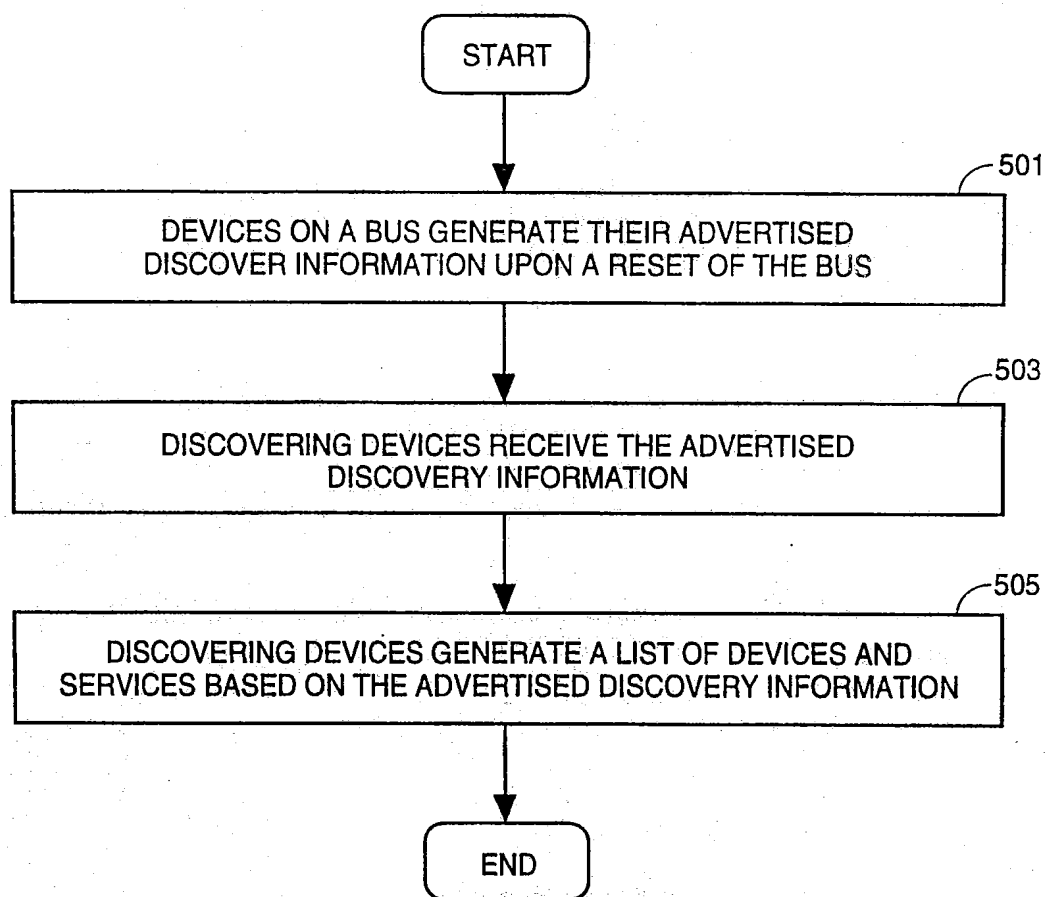 START
501
DEVICES ON A BUS GENERATE THEIR ADVERTISED
DISCOVER INFORMATION UPON A RESET OF THE BUS
503
DISCOVERING DEVICES RECEIVE THE ADVERTISED
DISCOVERY INFORMATION
505
DISCOVERING DEVICES GENERATE A LIST OF DEVICES AND
SERVICES BASED ON THE ADVERTISED DISCOVERY INFORMATION
END